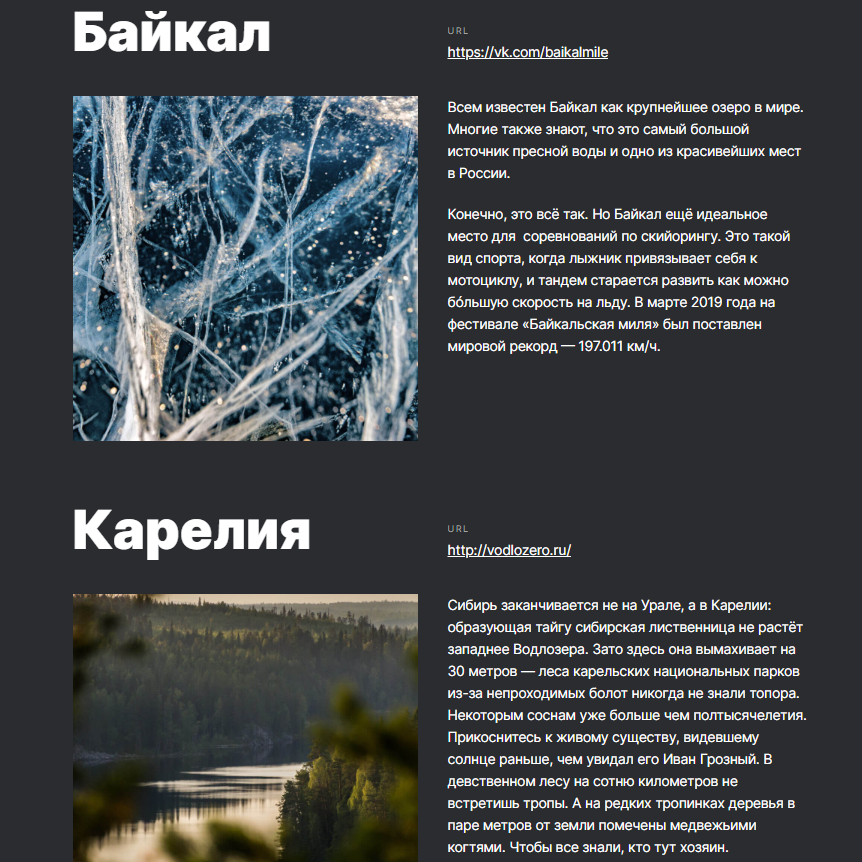 Байкал
URL
https://vk.com/baikalmile
Всем известен Байкал как крупнейшее озеро в мире.
Многие также знают, что это самый большой
источник пресной воды и одно из красивейших мест
в России.
Конечно, это всё так. Но Байкал ещё идеальное
место для  соревнований по скийорингу. Это такой
вид спорта, когда лыжник привязывает себя к
мотоциклу, и тандем старается развить как можно
бо́льшую скорость на льду. В марте 2019 года на
фестивале «Байкальская миля» был поставлен
мировой рекорд — 197.011 км/ч.
Карелия
URL
http://vodlozero.ru/
Сибирь заканчивается не на Урале, а в Карелии:
образующая тайгу сибирская лиственница не растёт
западнее Водлозера. Зато здесь она вымахивает на
30 метров — леса карельских национальных парков
из-за непроходимых болот никогда не знали топора.
Некоторым соснам уже больше чем полтысячелетия.
Прикоснитесь к живому существу, видевшему
солнце раньше, чем увидал его Иван Грозный. В
девственном лесу на сотню километров не
встретишь тропы. А на редких тропинках деревья в
паре метров от земли помечены медвежьими
когтями. Чтобы все знали, кто тут хозяин.